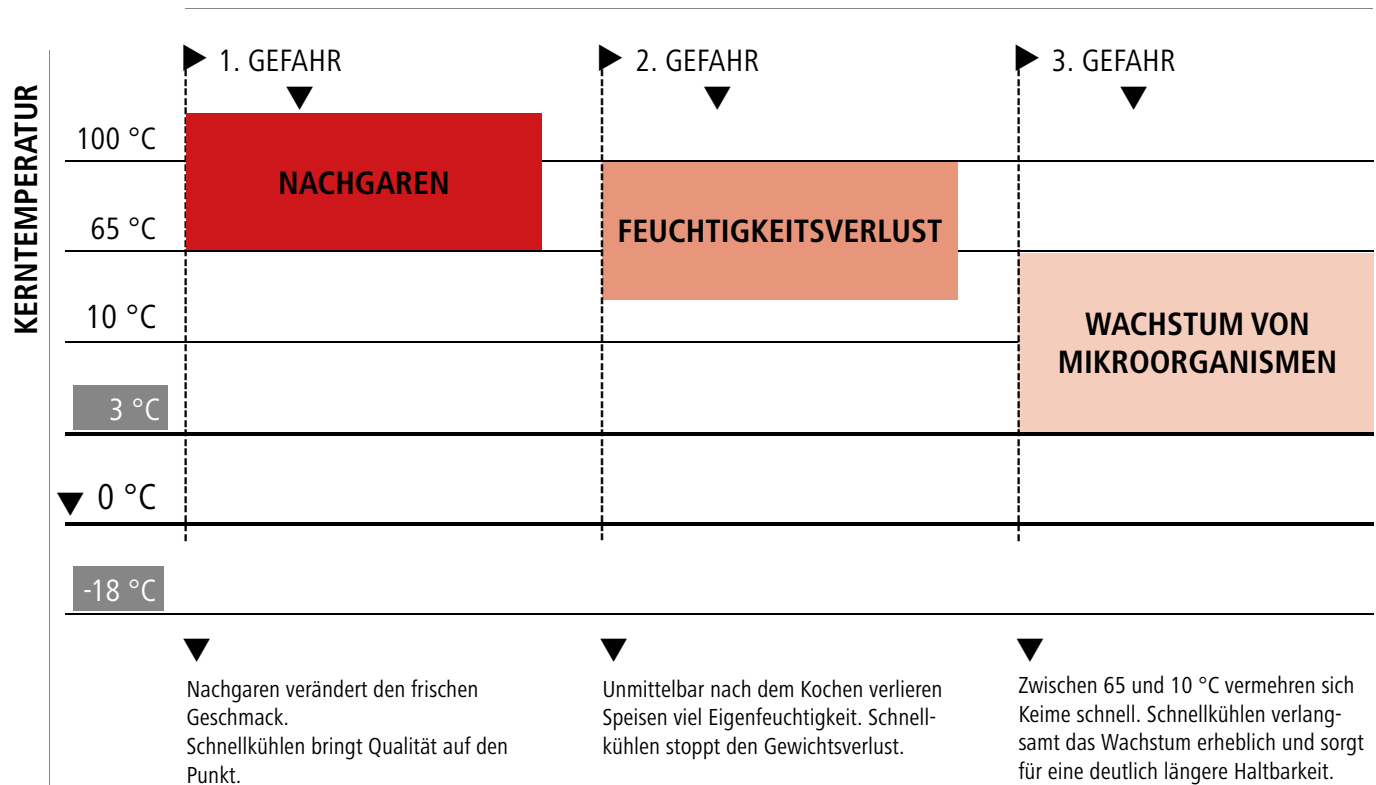 KERNTEMPERATUR
1. GEFAHR
2. GEFAHR
3. GEFAHR
100 °C
NACHGAREN
65 °C
FEUCHTIGKEITSVERLUST
10 °C
WACHSTUM VON
MIKROORGANISMEN
3 °C
0 °C
-18 °C
Nachgaren verändert den frischen
Geschmack.
Schnellkühlen bringt Qualität auf den
Punkt.
Unmittelbar nach dem Kochen verlieren
Speisen viel Eigenfeuchtigkeit. Schnell-
kühlen stoppt den Gewichtsverlust.
Zwischen 65 und 10 °C vermehren sich
Keime schnell. Schnellkühlen verlang-
samt das Wachstum erheblich und sorgt
für eine deutlich längere Haltbarkeit.